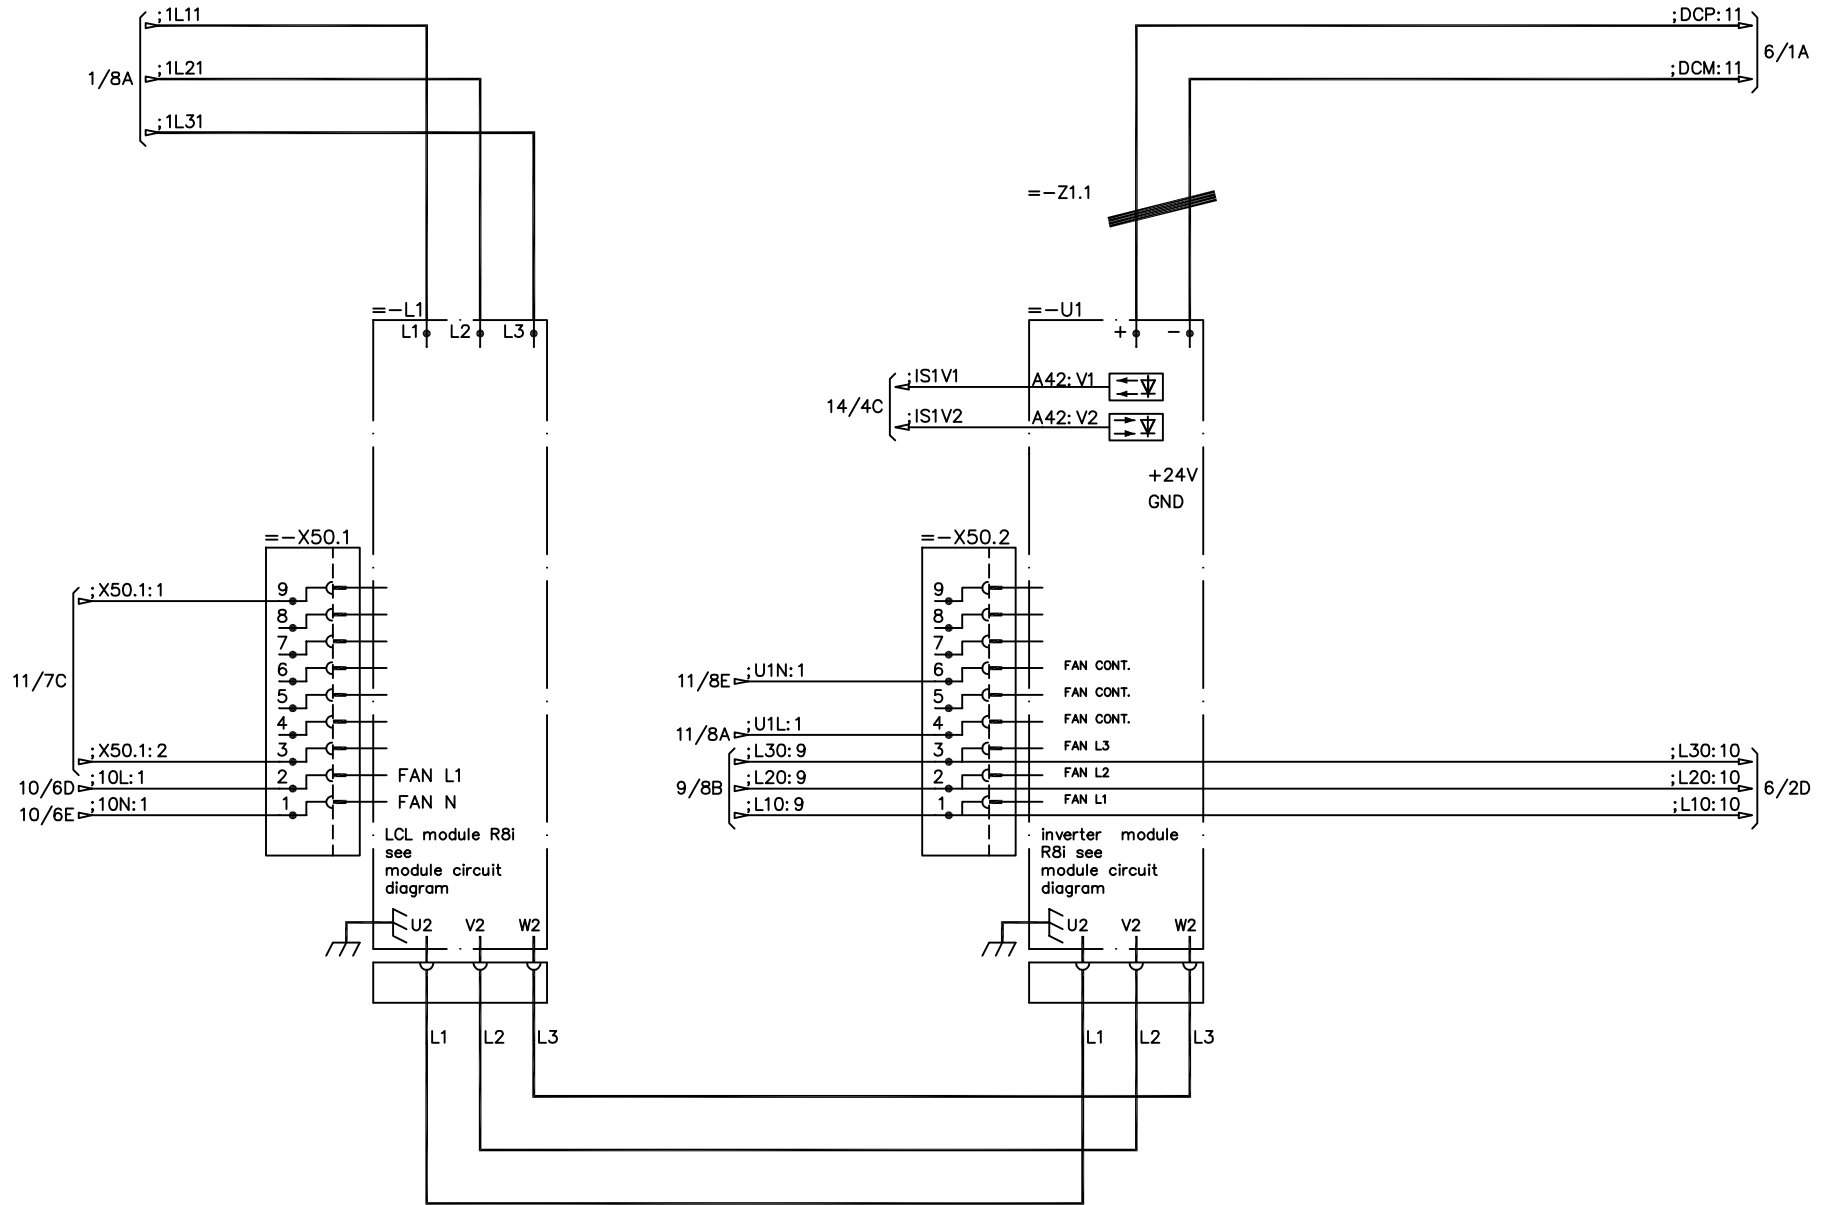 ;1L11
;DCP:11
1/8A
;1L21
6/1A
;DCM:11
;1L31
=-Z1.1
=-L1
L1 L2 L3
=-U1
+ -
14/4C
;IS1V1
A42:V1
;IS1V2
A42:V2
+24V
GND
=-X50.1
=-X50.2
11/7C
;X50.1:1
9
8
7
6
5
4
;X50.1:2
3
10/6D
;10L:1
2
FAN L1
10/6E
;10N:1
1
FAN N
9
8
7
11/8E
;U1N:1
6
FAN CONT.
5
FAN CONT.
11/8A
;U1L:1
4
FAN CONT.
;L30:9
3
FAN L3
;L30:10
9/8B
;L20:9
2
FAN L2
;L20:10
6/2D
;L10:9
1
FAN L1
;L10:10
LCL module R8i
see
module circuit
diagram
inverter module
R8i see
module circuit
diagram
U2 V2 W2
U2 V2 W2
L1 L2 L3
L1 L2 L3